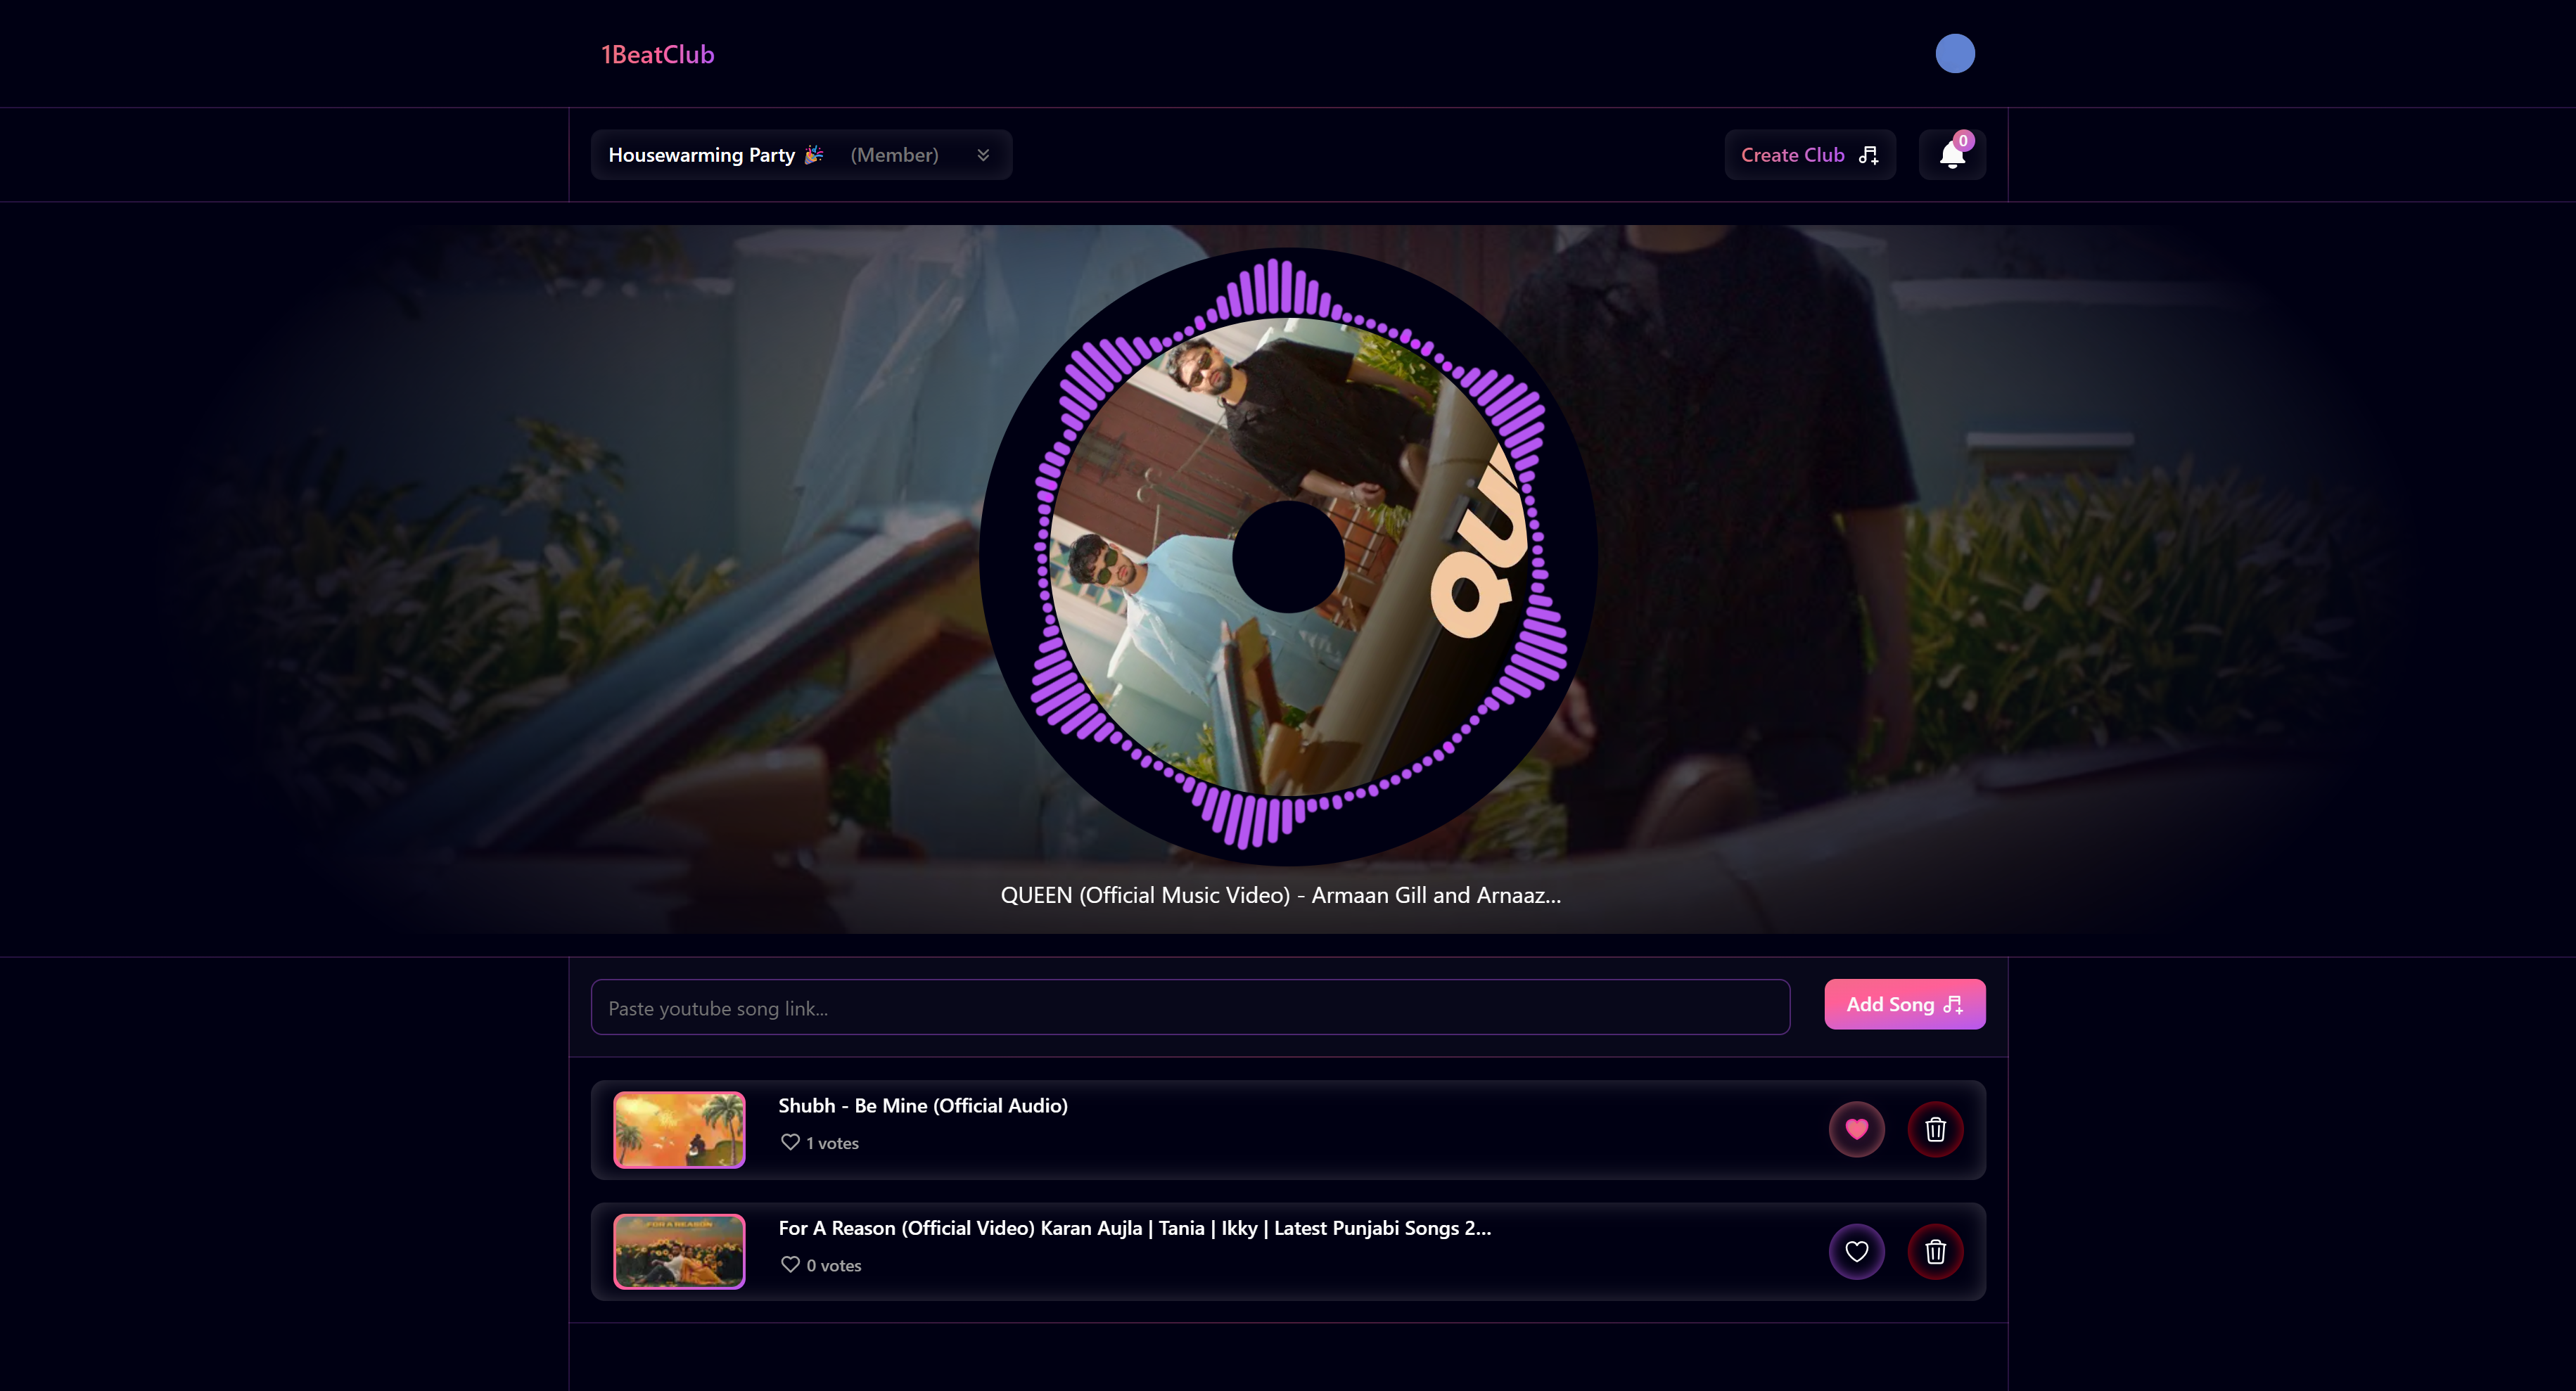 1BeatClub
Housewarming Party 🎉 (Member)
Create Club
0
QU
QUEEN (Official Music Video) - Armaan Gill and Arnaaz...
Paste youtube song link...
Add Song
Shubh - Be Mine (Official Audio)
1 votes
FOR A REASON
For A Reason (Official Video) Karan Aujla | Tania | Ikky | Latest Punjabi Songs 2...
0 votes